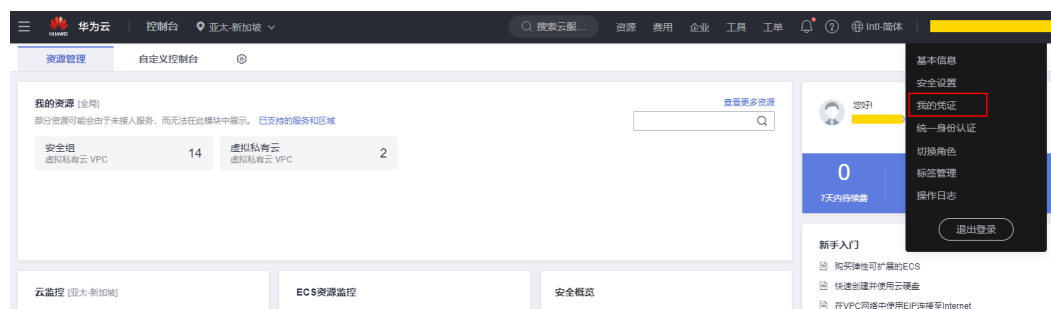 HUAWEI 华为云 控制台 亚太-新加坡 搜索云服... 资源 费用 企业 工具 工单 Intl-简体
资源管理 自定义控制台
基本信息
安全设置
我的凭证
统一身份认证
切换角色
标签管理
操作日志
退出登录
我的资源 [全局] 查看更多资源
部分资源可能会由于未接入服务，而无法在此模块中展示。 已支持的服务和区域
安全组 14 虚拟私有云 2
虚拟私有云 VPC 虚拟私有云 VPC
您好!
0
7天内待续费
新手入门
购买弹性可扩展的ECS
快速创建并使用云硬盘
在VPC网络中使用EIP连接至Internet
云监控 [亚太-新加坡] ECS资源监控 安全概览